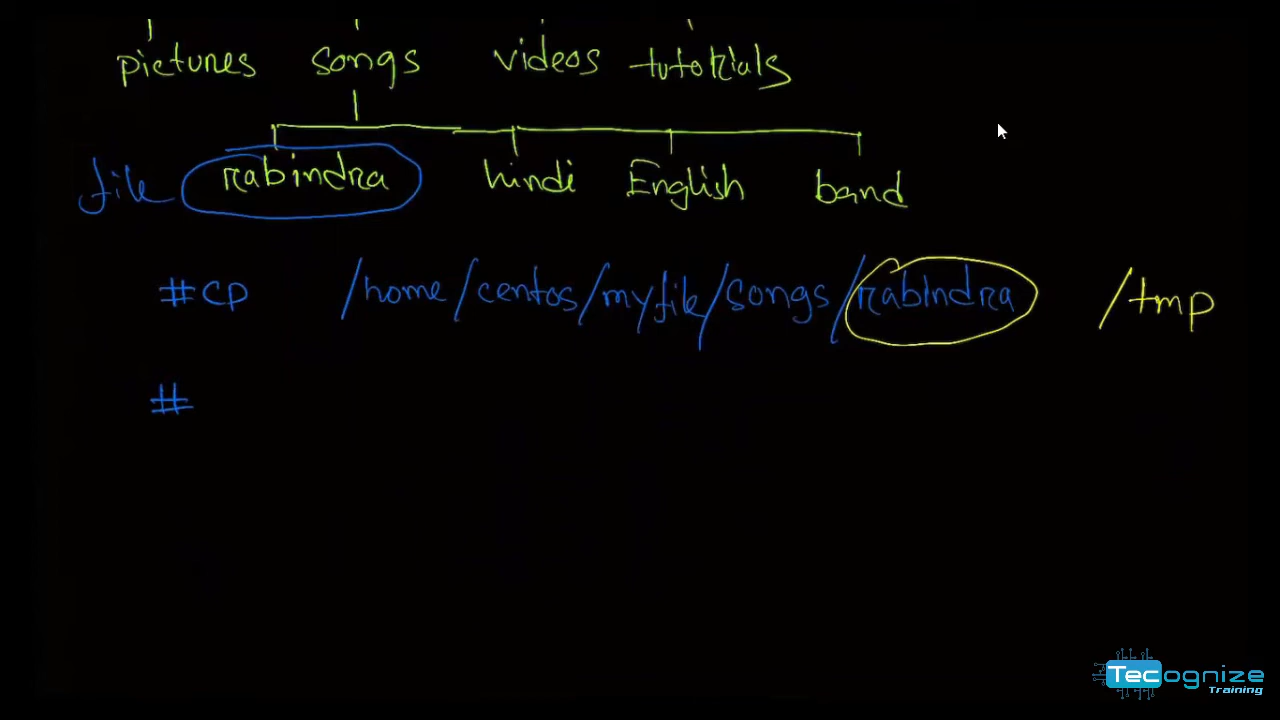 pictures songs videos tutorials
file rabindra hindi English band
#cp /home/centos/myfile/songs/rabindra /tmp
#
Tecognize
Training